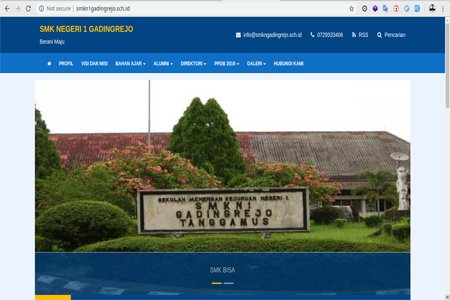 Not secure | smkn1gadingrejo.sch.id
SMK NEGERI 1 GADINGREJO
Berani Maju
info@smkngadingrejo.sch.id 0729333406 RSS Pencarian
PROFIL VISI DAN MISI BAHAN AJAR ALUMNI DIREKTORI PPDB 2018 GALERI HUBUNGI KAMI
SEKOLAH MENENGAH KEJURUAN NEGERI 1
SMKN 1
GADINGREJO
TANGGAMUS
SMK BISA